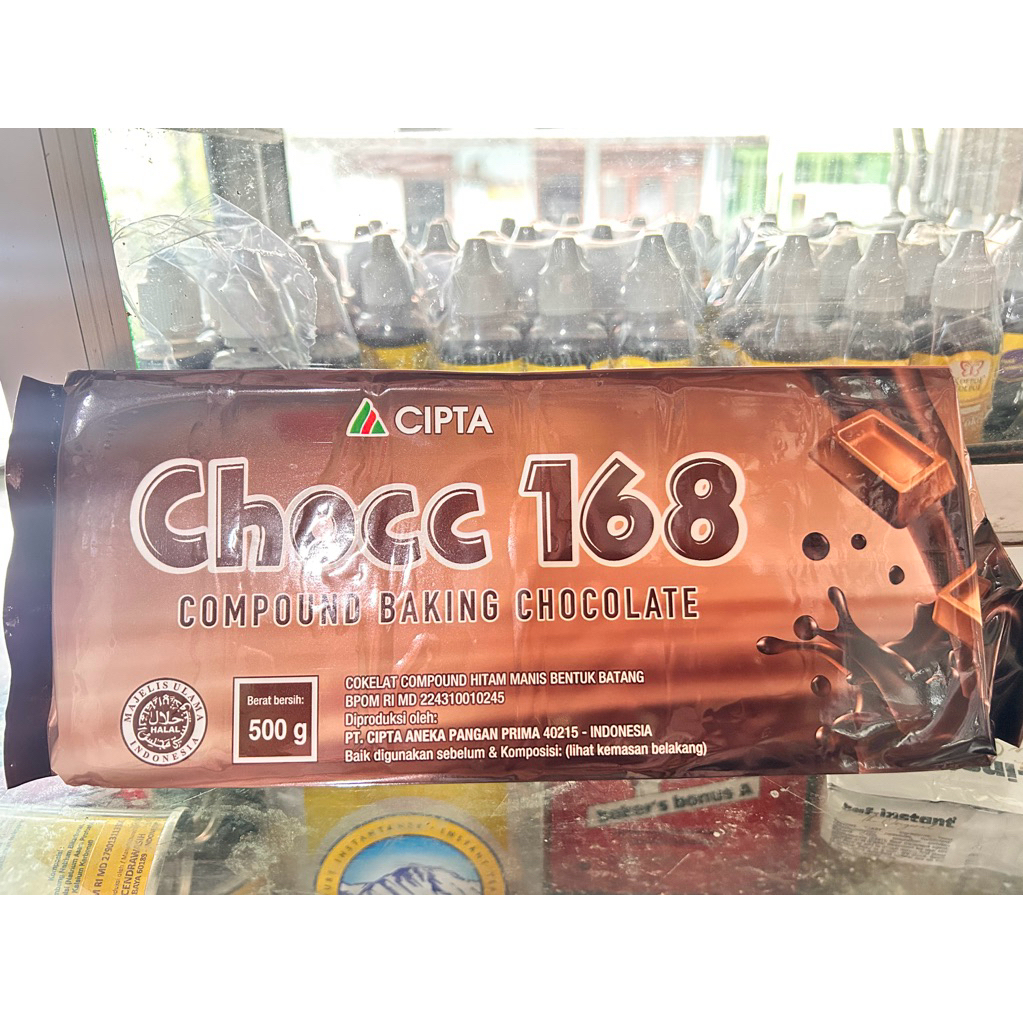 CIPTA
Chocc 168
COMPOUND BAKING CHOCOLATE
MAJELIS ULAMA
حلال
HALAL
INDONESIA
Berat bersih:
500 g
COKELAT COMPOUND HITAM MANIS BENTUK BATANG
BPOM RI MD 224310010245
Diproduksi oleh:
PT. CIPTA ANEKA PANGAN PRIMA 40215 - INDONESIA
Baik digunakan sebelum & Komposisi: (lihat kemasan belakang)
baker's bonus A
instant
CENDRAW